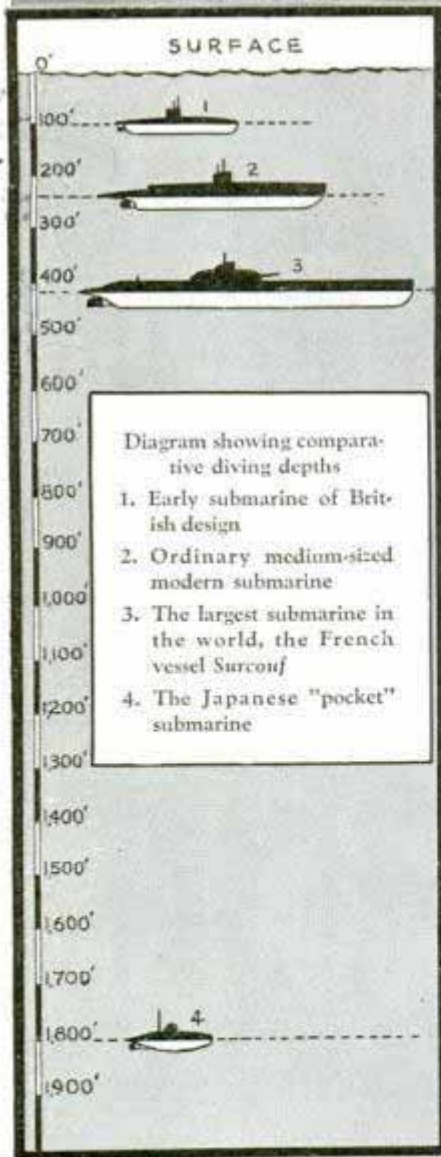 SURFACE
0'
100'
1
200'
2
300'
3
400'
500'
600'
700'
800'
900'
1,000'
1,100'
1,200'
1,300'
Diagram showing compara-
tive diving depths
1. Early submarine of Brit-
ish design
2. Ordinary medium-sized
modern submarine
3. The largest submarine in
the world, the French
vessel Surcouf
4. The Japanese "pocket"
submarine
1,400'
1,500'
1,600'
1,700'
4
1,800'
1,900'